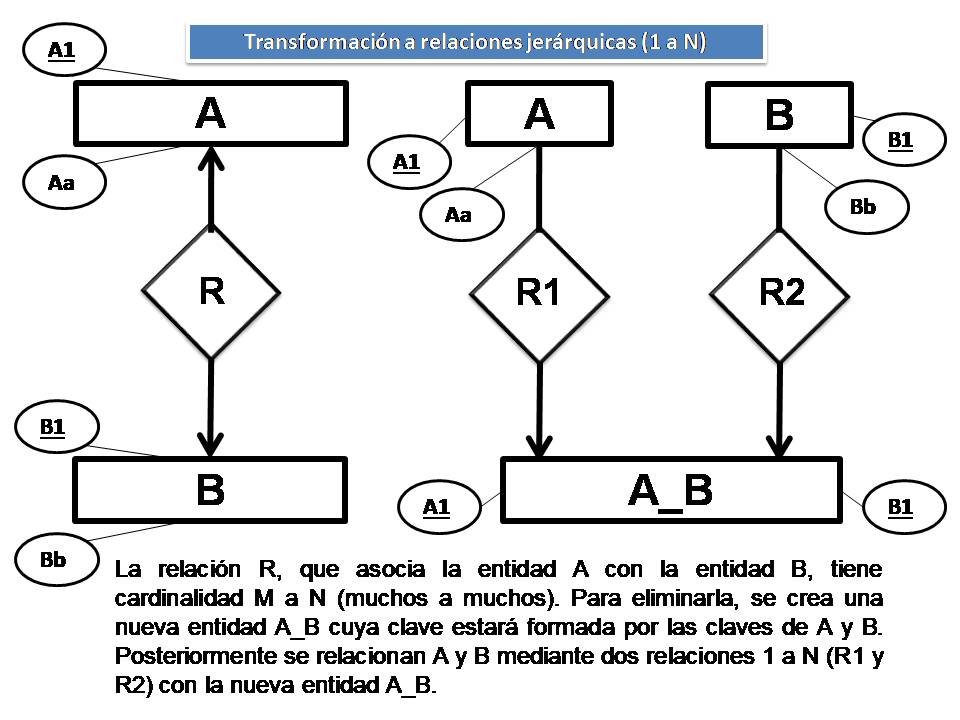 Transformación a relaciones jerárquicas (1 a N)
A1
A
Aa
R
B1
B
Bb
A
A1
Aa
R1
B
B1
Bb
R2
A1
A_B
B1
La relación R, que asocia la entidad A con la entidad B, tiene
cardinalidad M a N (muchos a muchos). Para eliminarla, se crea una
nueva entidad A_B cuya clave estará formada por las claves de A y B.
Posteriormente se relacionan A y B mediante dos relaciones 1 a N (R1 y
R2) con la nueva entidad A_B.